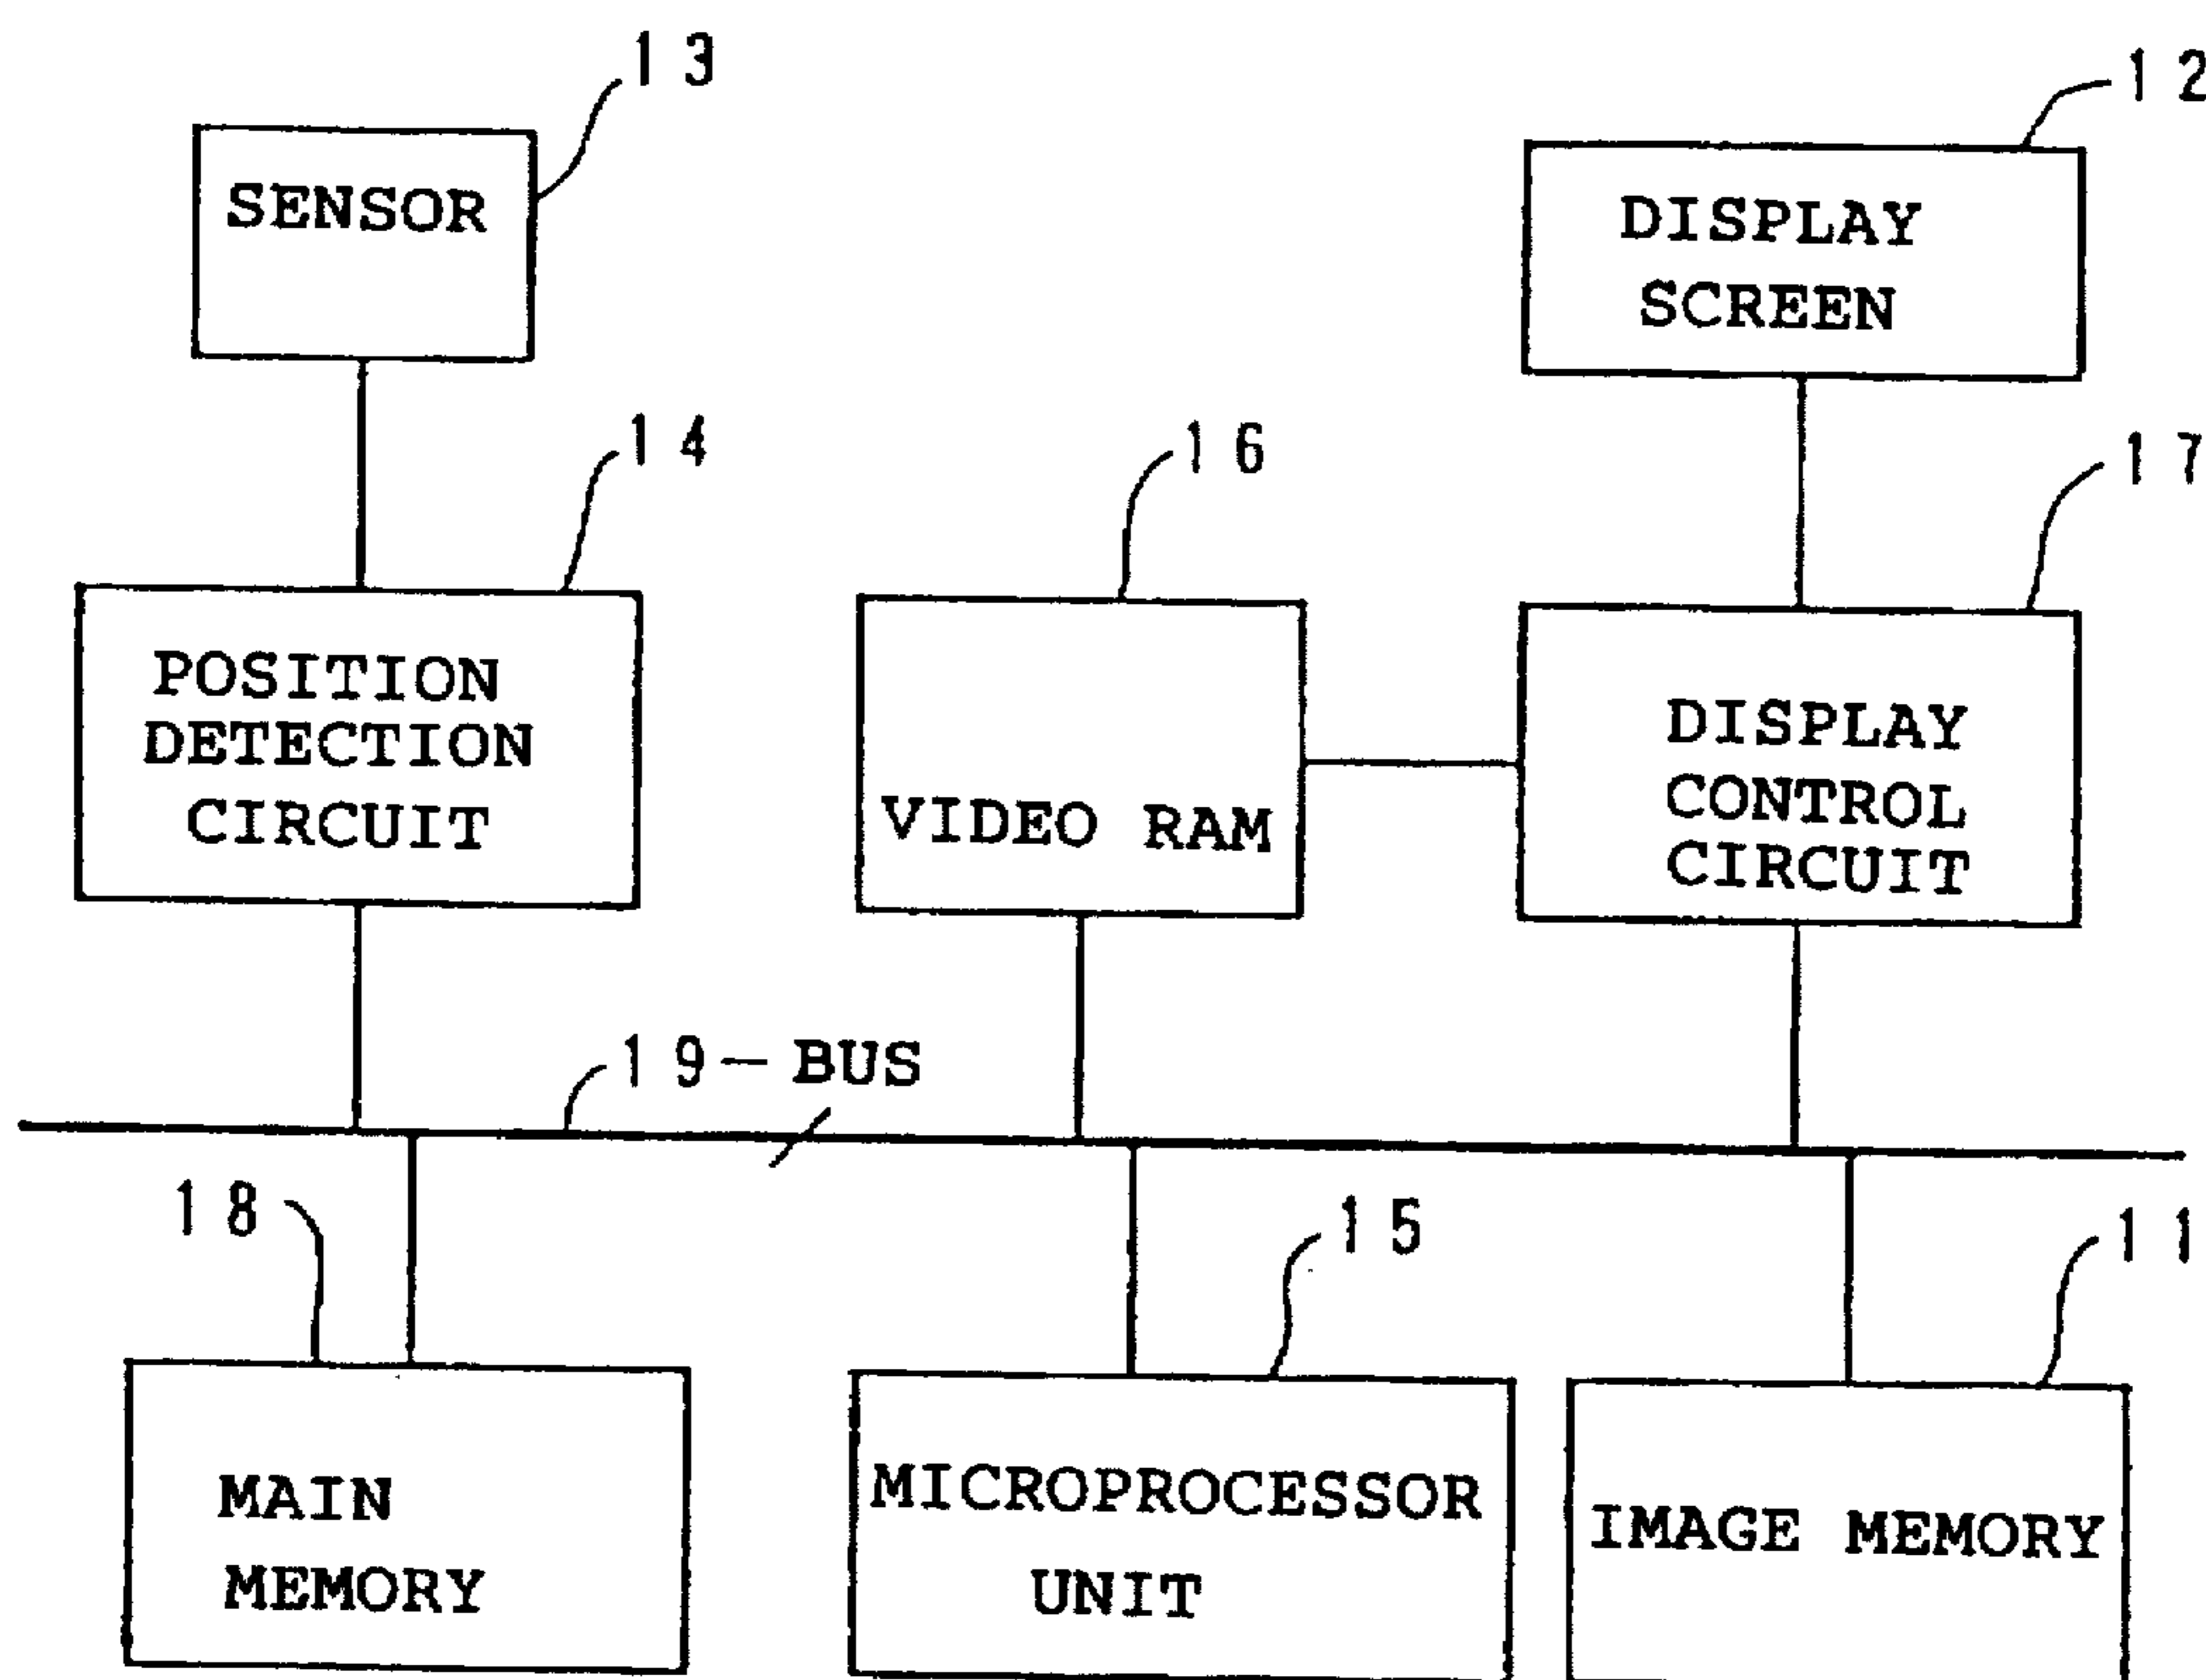 13
12
SENSOR
DISPLAY
SCREEN
14
16
17
POSITION
DETECTION
CIRCUIT
VIDEO RAM
DISPLAY
CONTROL
CIRCUIT
19 — BUS
18
15
11
MAIN
MEMORY
MICROPROCESSOR
UNIT
IMAGE MEMORY